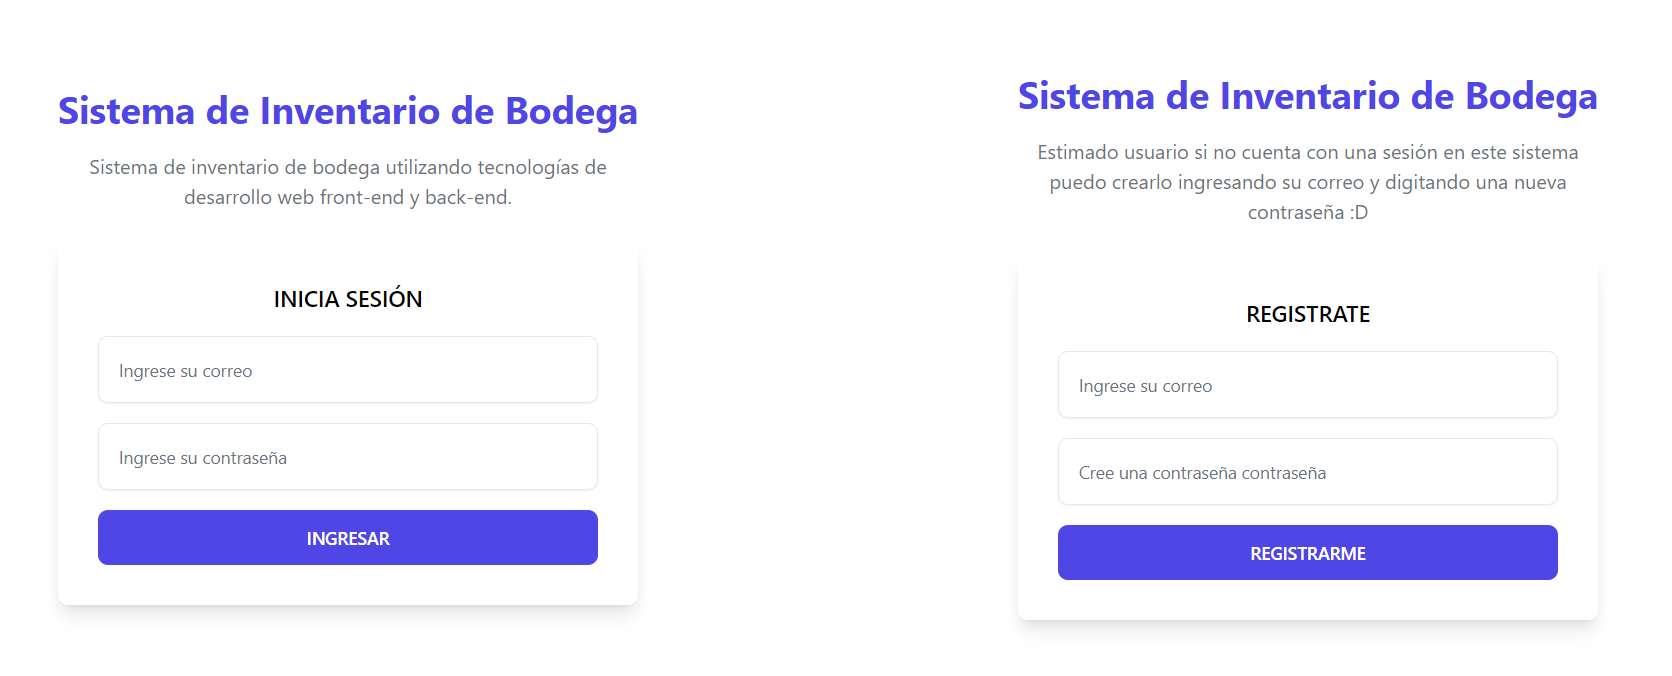 Sistema de Inventario de Bodega
Sistema de inventario de bodega utilizando tecnologías de
desarrollo web front-end y back-end.
INICIA SESIÓN
Ingrese su correo
Ingrese su contraseña
INGRESAR
Sistema de Inventario de Bodega
Estimado usuario si no cuenta con una sesión en este sistema
puedo crearlo ingresando su correo y digitando una nueva
contraseña :D
REGISTRATE
Ingrese su correo
Cree una contraseña contraseña
REGISTRARME